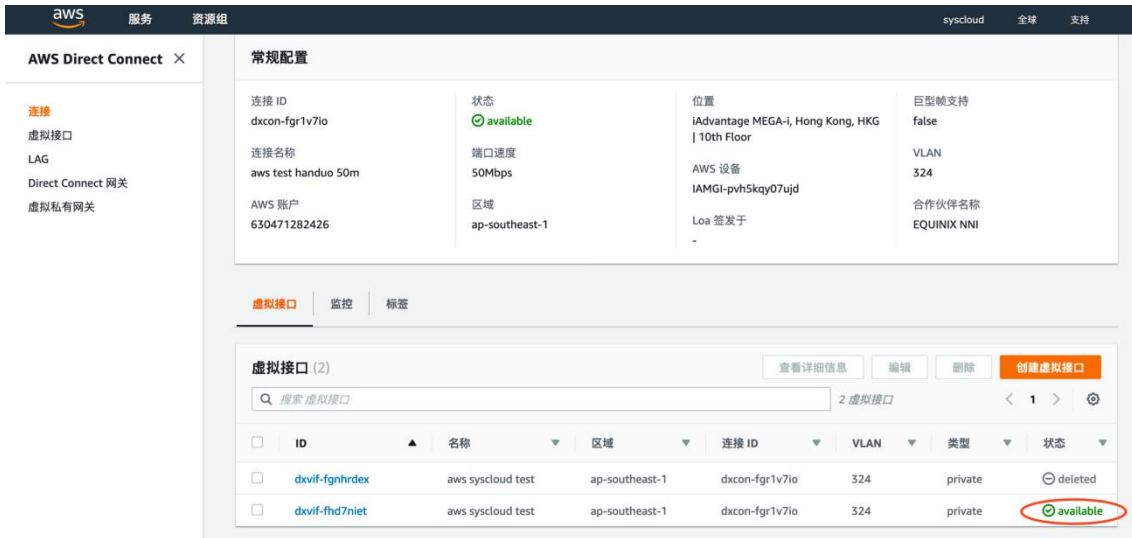 aws 服务 资源组 syscloud 全球 支持
AWS Direct Connect ×
连接
虚拟接口
LAG
Direct Connect 网关
虚拟私有网关
常规配置
连接 ID
dxcon-fgr1v7io
连接名称
aws test handuo 50m
AWS 账户
630471282426
状态
available
端口速度
50Mbps
区域
ap-southeast-1
位置
iAdvantage MEGA-i, Hong Kong, HKG
| 10th Floor
AWS 设备
IAMGI-pvh5kqy07ujd
Loa 签发于
-
巨型帧支持
false
VLAN
324
合作伙伴名称
EQUINIX NNI
虚拟接口 监控 标签
虚拟接口 (2) 查看详细信息 编辑 删除 创建虚拟接口
搜索 虚拟接口 2 虚拟接口 < 1 >
ID 名称 区域 连接 ID VLAN 类型 状态
dxvif-fgnhrdex aws syscloud test ap-southeast-1 dxcon-fgr1v7io 324 private deleted
dxvif-fhd7niet aws syscloud test ap-southeast-1 dxcon-fgr1v7io 324 private available